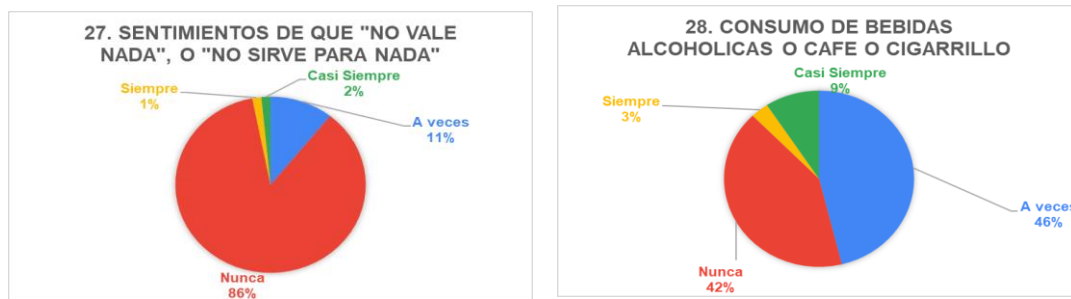 27. SENTIMIENTOS DE QUE "NO VALE
NADA", O "NO SIRVE PARA NADA"
Casi Siempre
2%
Siempre
1%
A veces
11%
Nunca
86%
28. CONSUMO DE BEBIDAS
ALCOHOLICAS O CAFE O CIGARRILLO
Casi Siempre
9%
Siempre
3%
A veces
46%
Nunca
42%